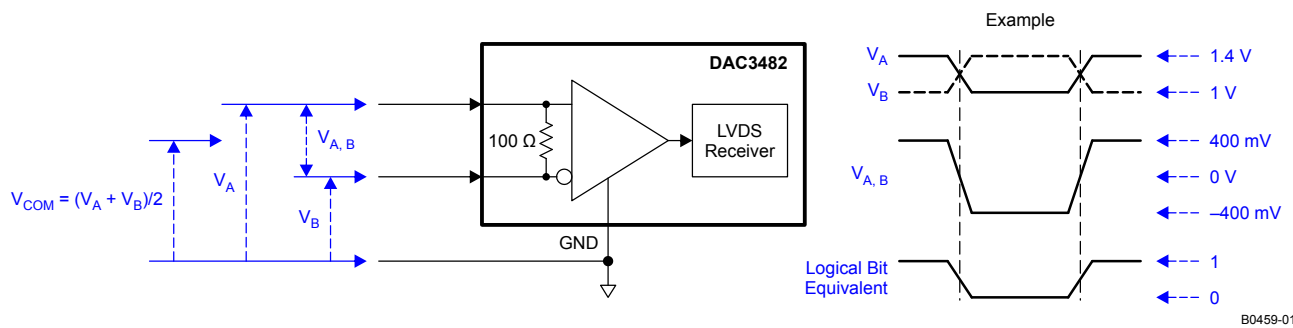 Example
DAC3482
V_A
1.4 V
V_B
1 V
100 Ω
LVDS
Receiver
V_A, B
V_A
V_COM = (V_A + V_B)/2
V_B
GND
400 mV
V_A, B
0 V
–400 mV
Logical Bit
Equivalent
1
0
B0459-01